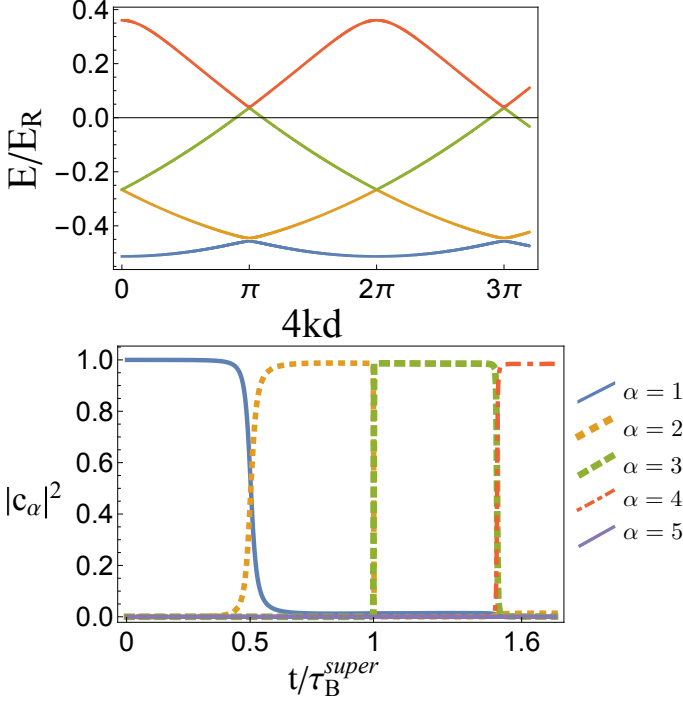 0.4
0.2
0.0
−0.2
−0.4
E/E_R
0 π 2π 3π
4kd
1.0
0.8
0.6
0.4
0.2
0.0
|c_α|^2
0 0.5 1 1.6
t/τ_B^super
α = 1
α = 2
α = 3
α = 4
α = 5